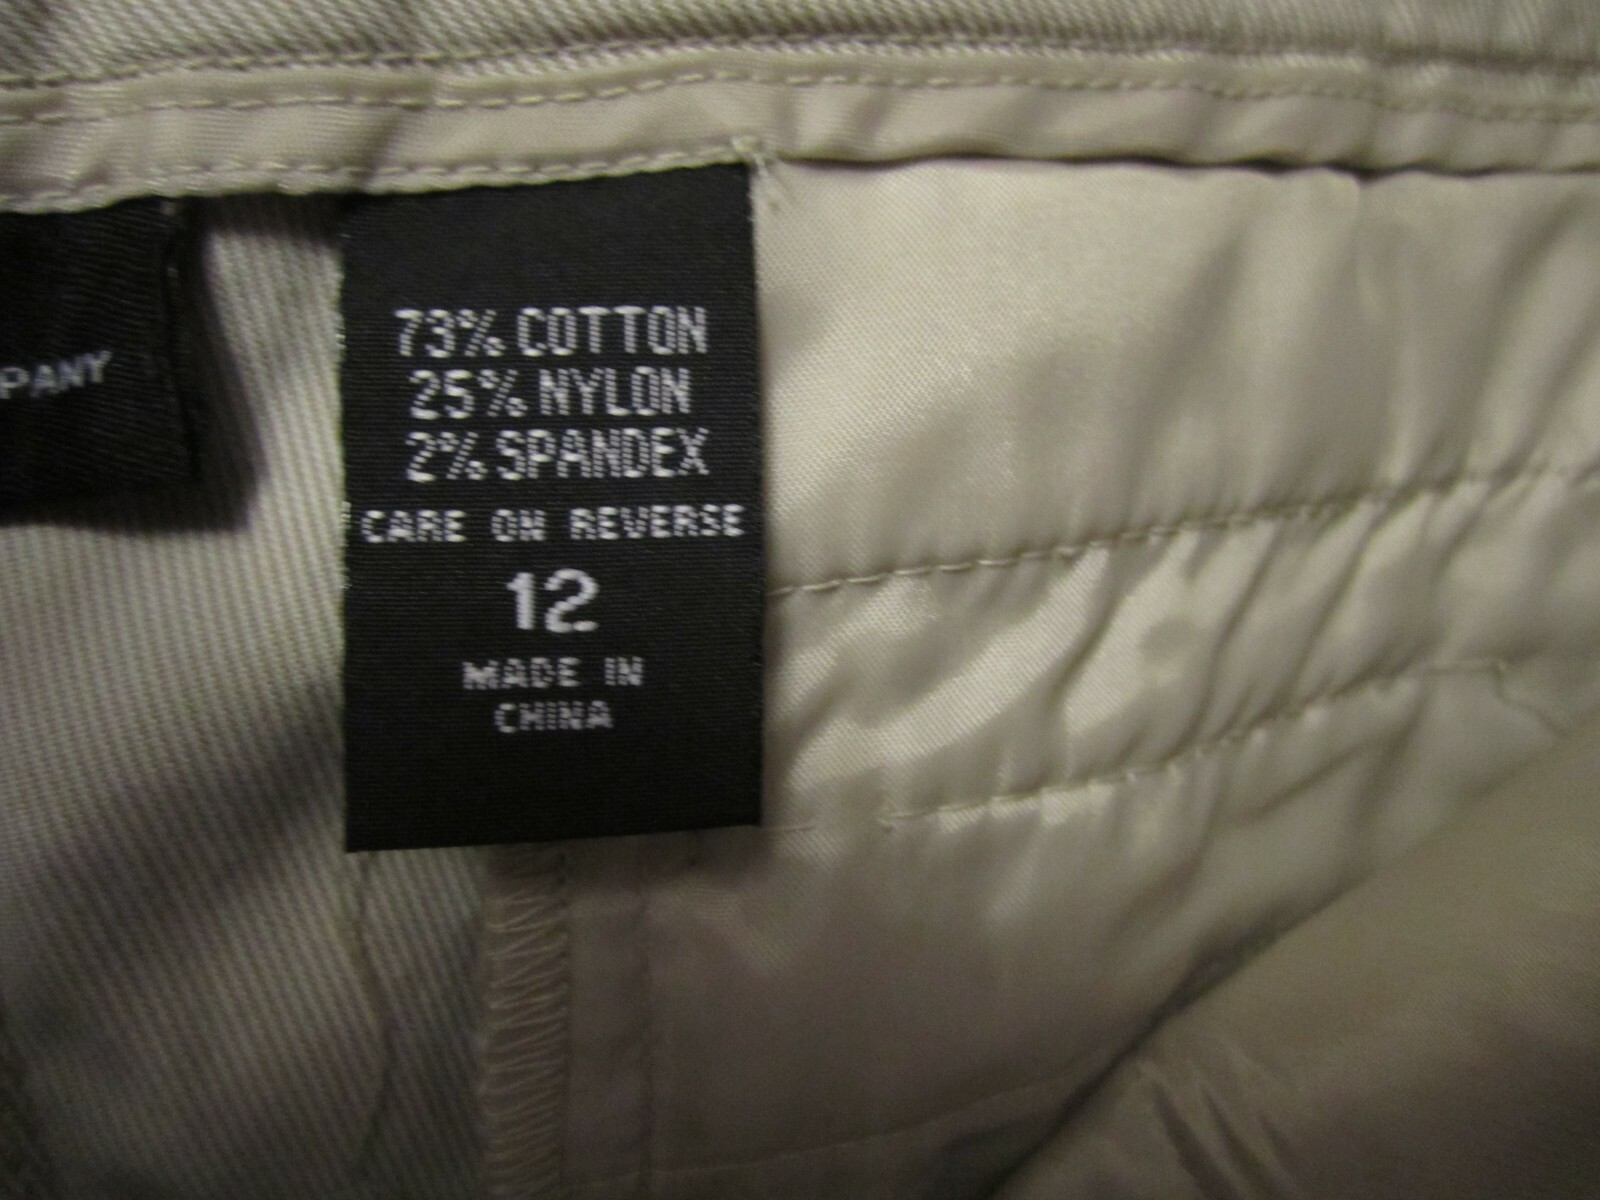 PANY
73% COTTON
25% NYLON
2% SPANDEX
CARE ON REVERSE
12
MADE IN
CHINA